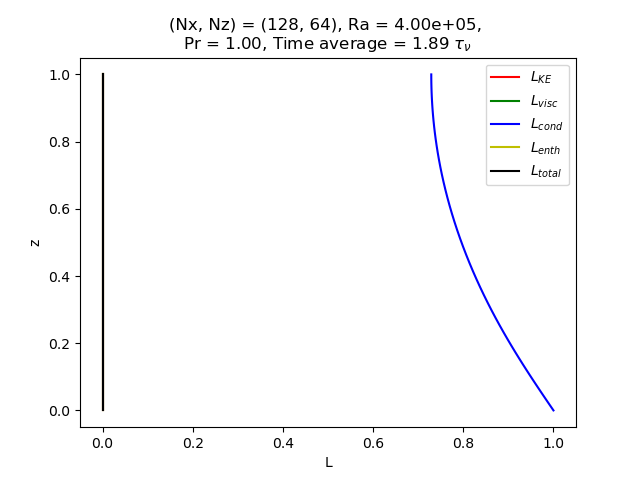 (Nx, Nz) = (128, 64), Ra = 4.00e+05,
Pr = 1.00, Time average = 1.89 τ_ν
1.0
0.8
0.6
0.4
0.2
0.0
z
0.0 0.2 0.4 0.6 0.8 1.0
L
L_KE
L_visc
L_cond
L_enth
L_total